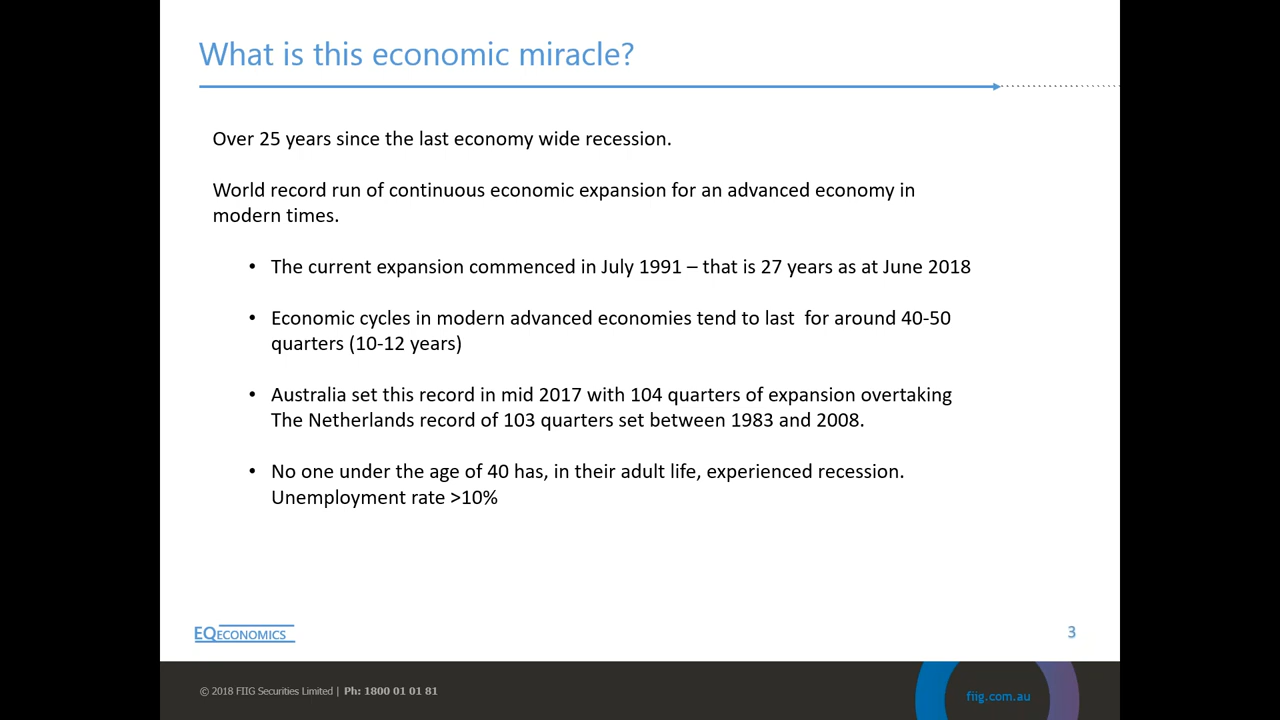 What is this economic miracle?
Over 25 years since the last economy wide recession.
World record run of continuous economic expansion for an advanced economy in
modern times.
• The current expansion commenced in July 1991 – that is 27 years as at June 2018
• Economic cycles in modern advanced economies tend to last  for around 40-50
quarters (10-12 years)
• Australia set this record in mid 2017 with 104 quarters of expansion overtaking
The Netherlands record of 103 quarters set between 1983 and 2008.
• No one under the age of 40 has, in their adult life, experienced recession.
Unemployment rate >10%
EQECONOMICS
3
© 2018 FIIG Securities Limited | Ph: 1800 01 01 81
fiig.com.au